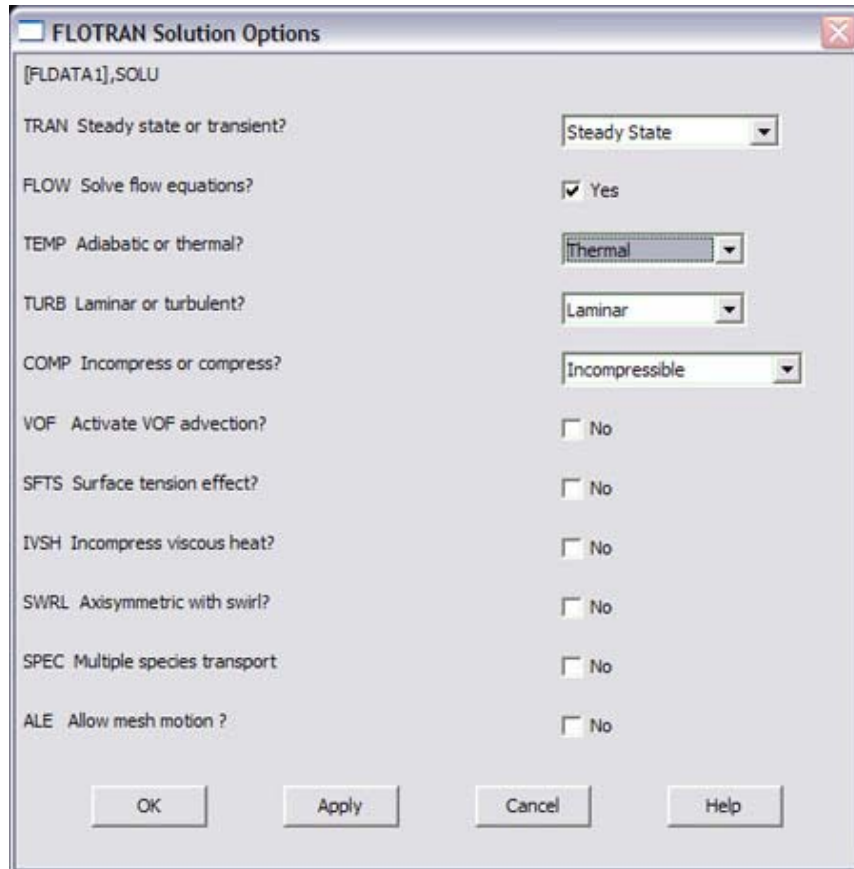 FLOTRAN Solution Options
[FLDATA1],SOLU
TRAN Steady state or transient? Steady State
FLOW Solve flow equations? Yes
TEMP Adiabatic or thermal? Thermal
TURB Laminar or turbulent? Laminar
COMP Incompress or compress? Incompressible
VOF Activate VOF advection? No
SFTS Surface tension effect? No
IVSH Incompress viscous heat? No
SWRL Axisymmetric with swirl? No
SPEC Multiple species transport No
ALE Allow mesh motion ? No
OK Apply Cancel Help